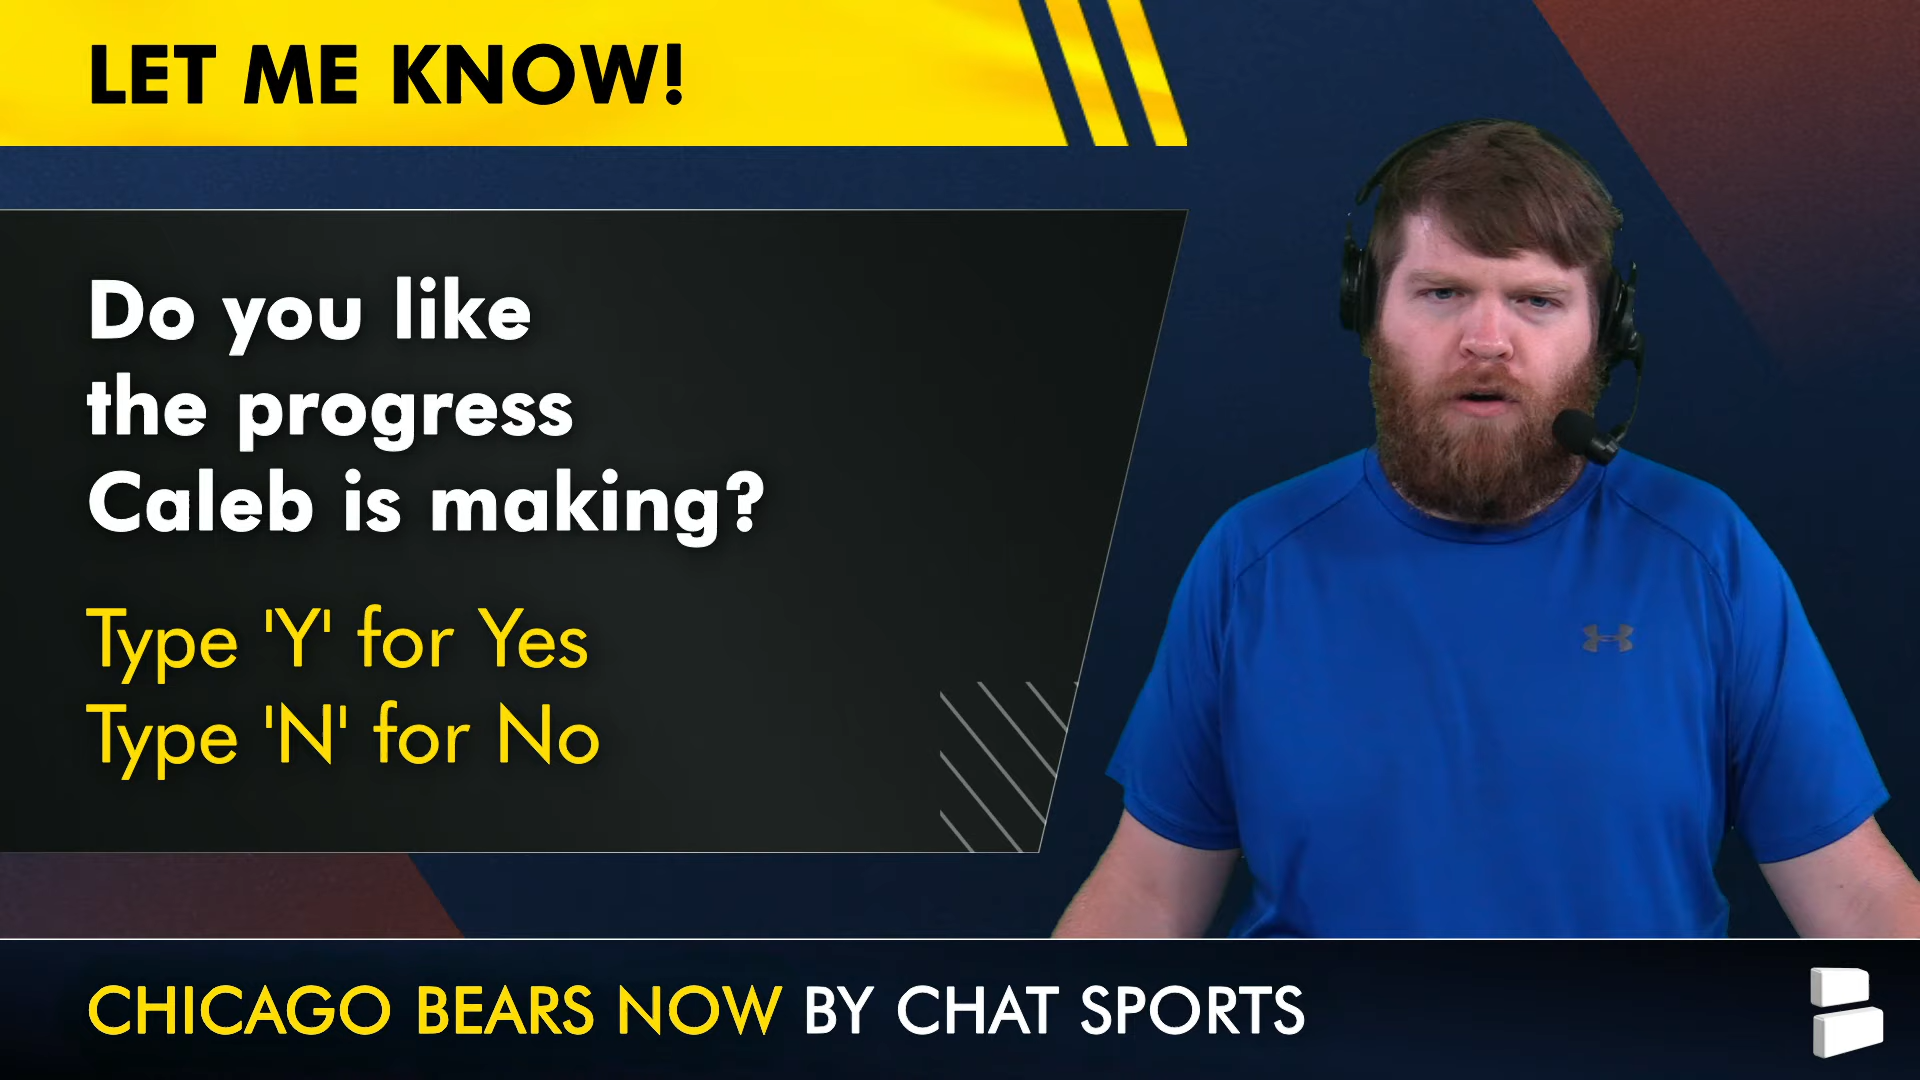 LET ME KNOW!
Do you like
the progress
Caleb is making?
Type 'Y' for Yes
Type 'N' for No
CHICAGO BEARS NOW BY CHAT SPORTS